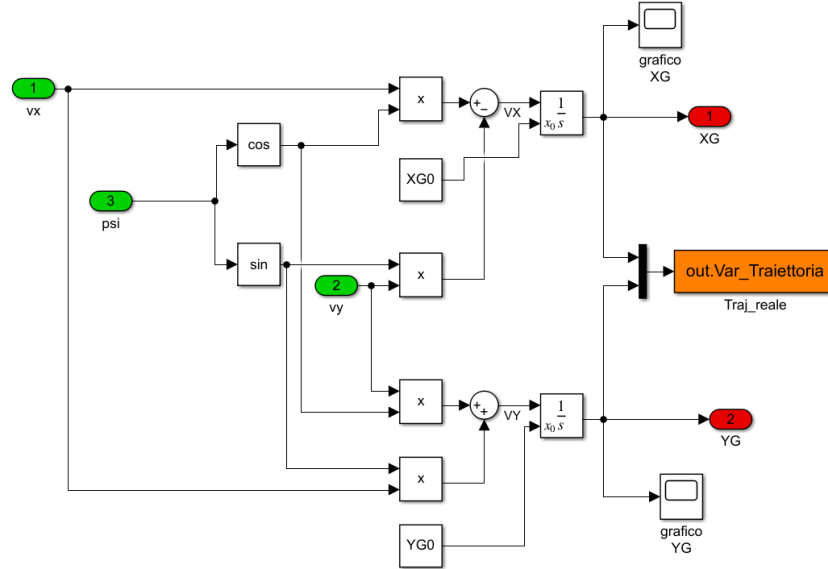 grafico
XG
1
vx
x
+
−
VX
1
x₀ s
1
XG
cos
XG0
3
psi
sin
x
2
vy
out.Var_Traiettoria
Traj_reale
x
+
+
VY
1
x₀ s
2
YG
x
YG0
grafico
YG